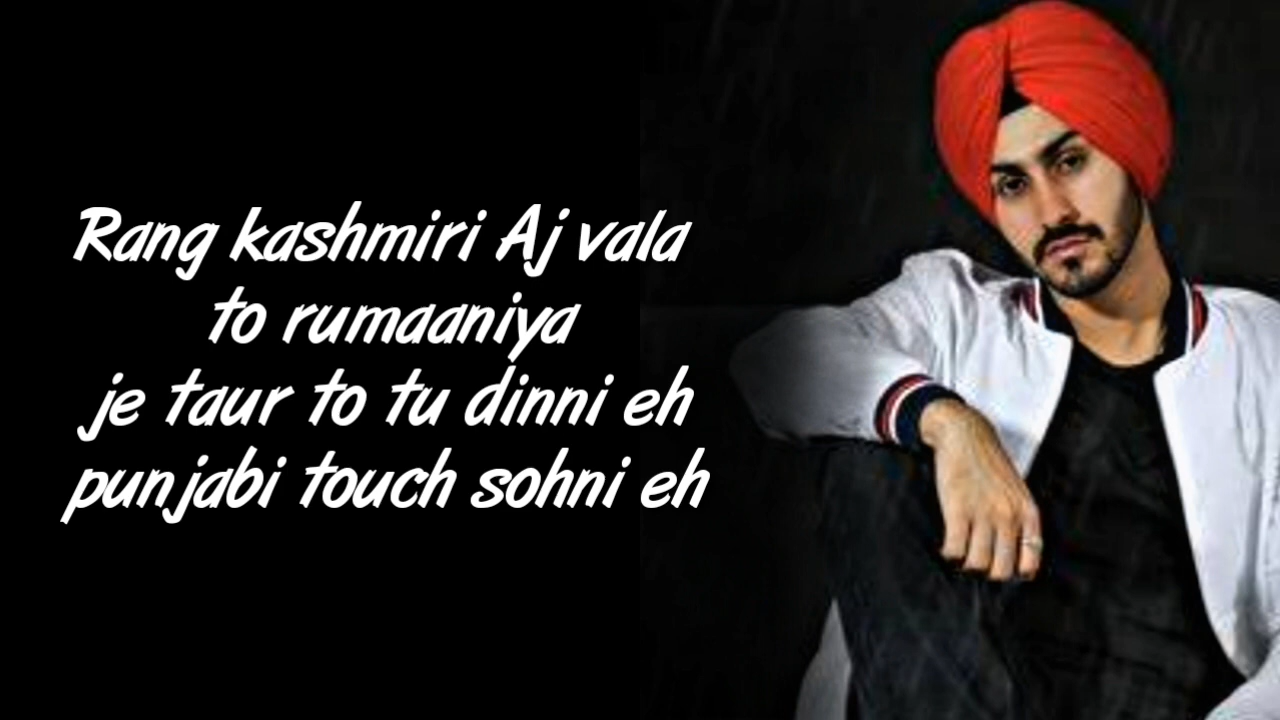 Rang kashmiri Aj vala
to rumaaniya
je taur to tu dinni eh
punjabi touch sohni eh